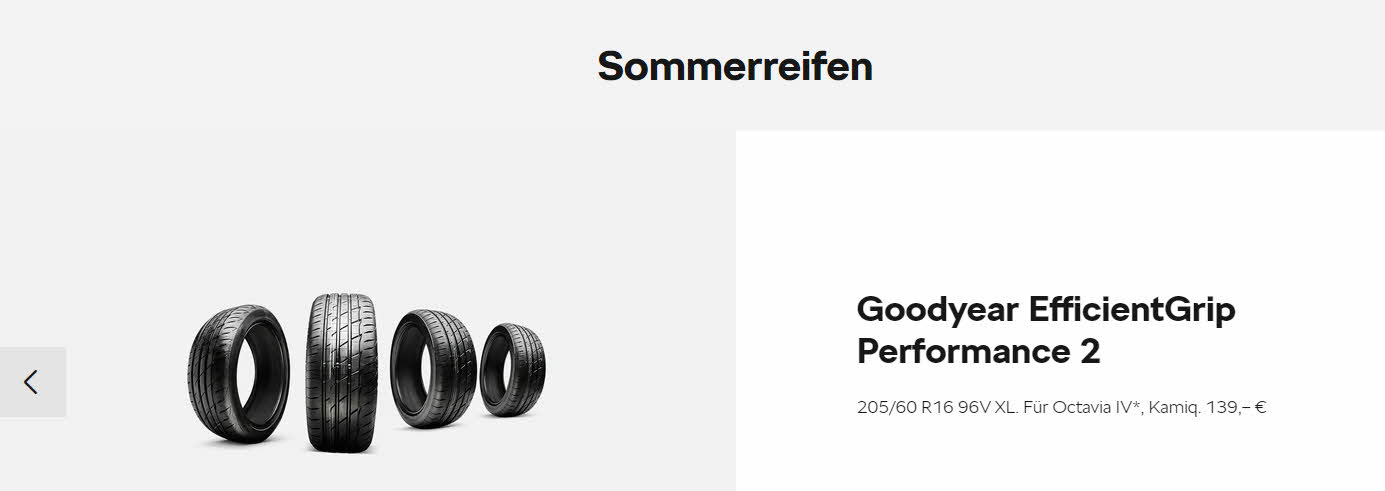 Sommerreifen
Goodyear EfficientGrip
Performance 2
205/60 R16 96V XL. Für Octavia IV*, Kamiq. 139,– €